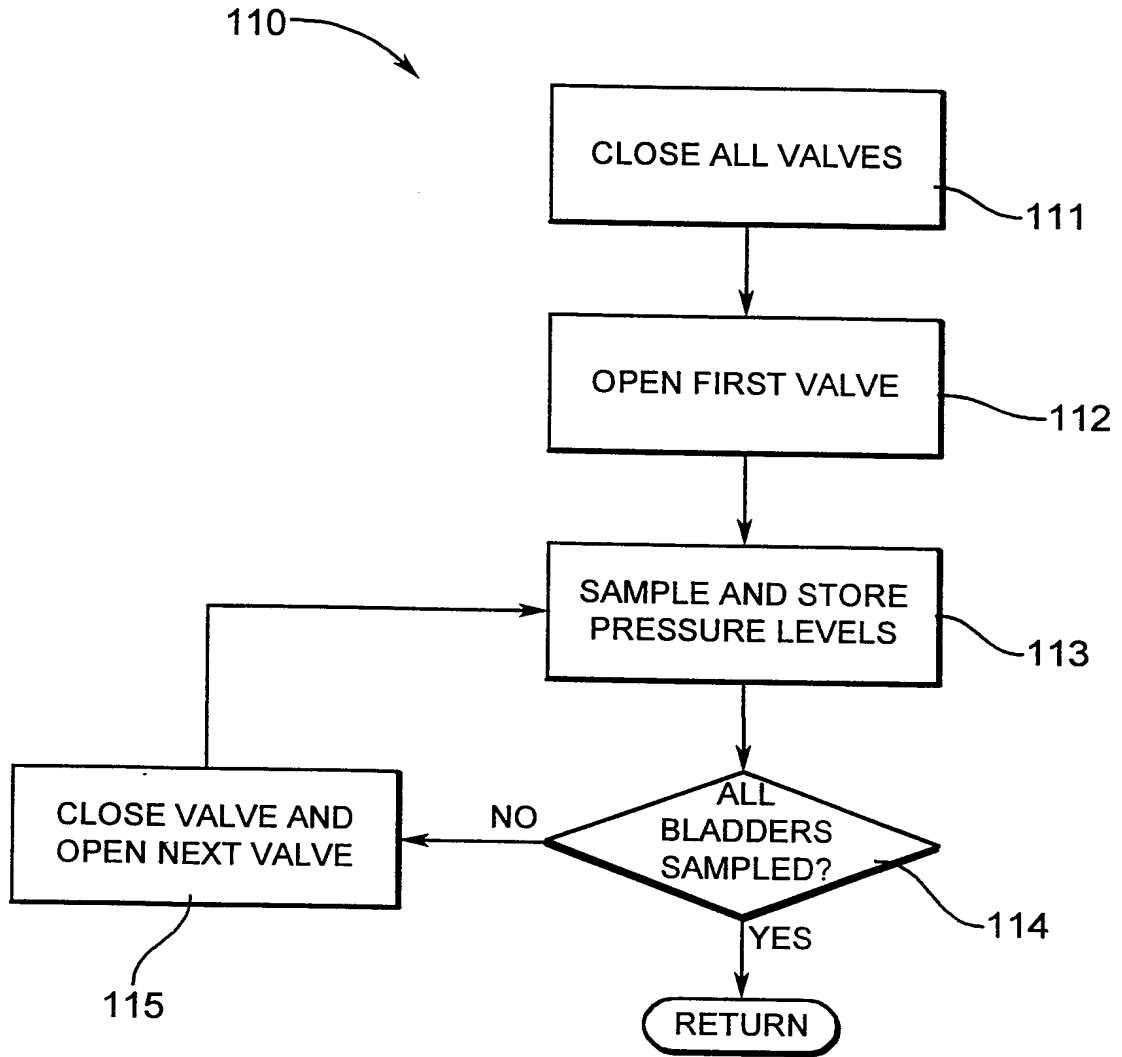 110
CLOSE ALL VALVES
111
OPEN FIRST VALVE
112
SAMPLE AND STORE
PRESSURE LEVELS
113
CLOSE VALVE AND
OPEN NEXT VALVE
115
NO
ALL
BLADDERS
SAMPLED?
114
YES
RETURN